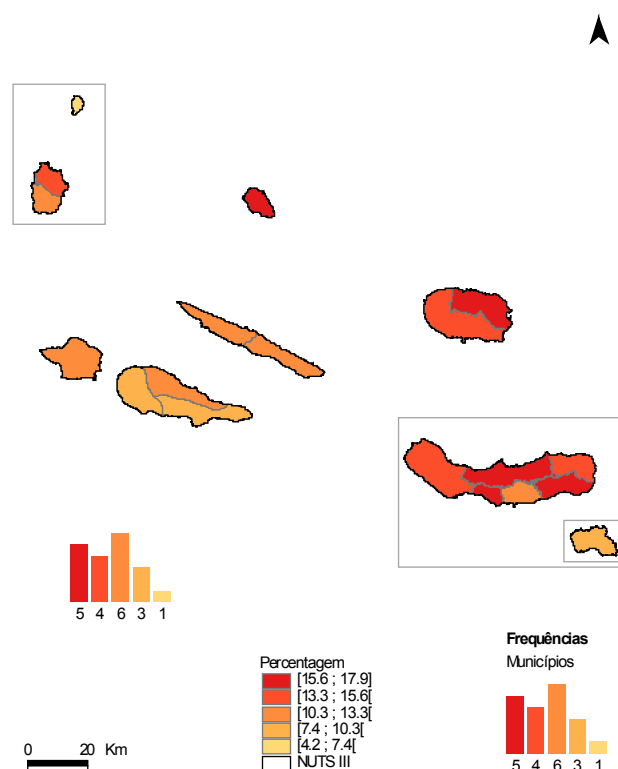 5 4 6 3 1
Percentagem
[15.6 ; 17.9]
[13.3 ; 15.6[
[10.3 ; 13.3[
[7.4 ; 10.3[
[4.2 ; 7.4[
NUTS III
0 20 Km
Frequências
Municípios
5 4 6 3 1